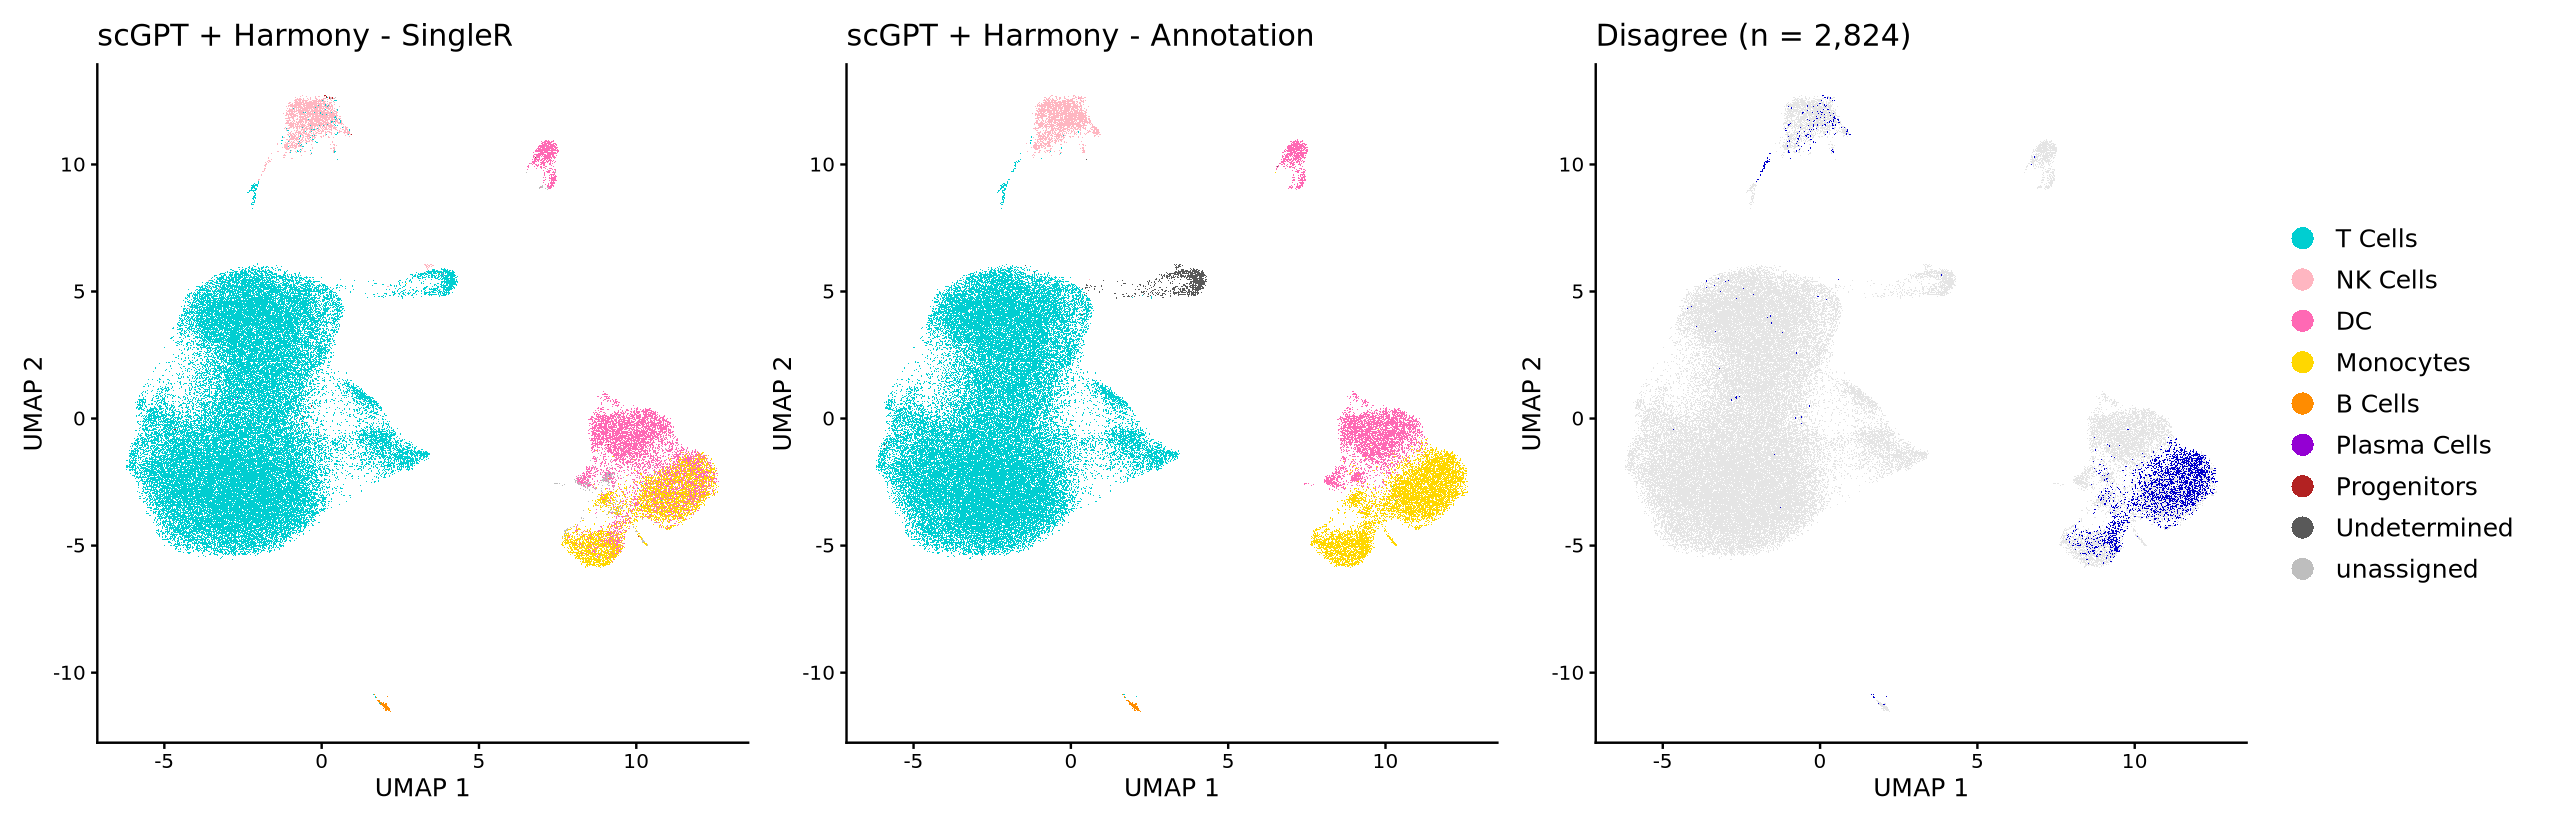 scGPT + Harmony - SingleR
10
5
0
-5
-10
UMAP 2
-5
0
5
10
UMAP 1
scGPT + Harmony - Annotation
10
5
0
-5
-10
UMAP 2
-5
0
5
10
UMAP 1
Disagree (n = 2,824)
10
5
0
-5
-10
UMAP 2
-5
0
5
10
UMAP 1
T Cells
NK Cells
DC
Monocytes
B Cells
Plasma Cells
Progenitors
Undetermined
unassigned